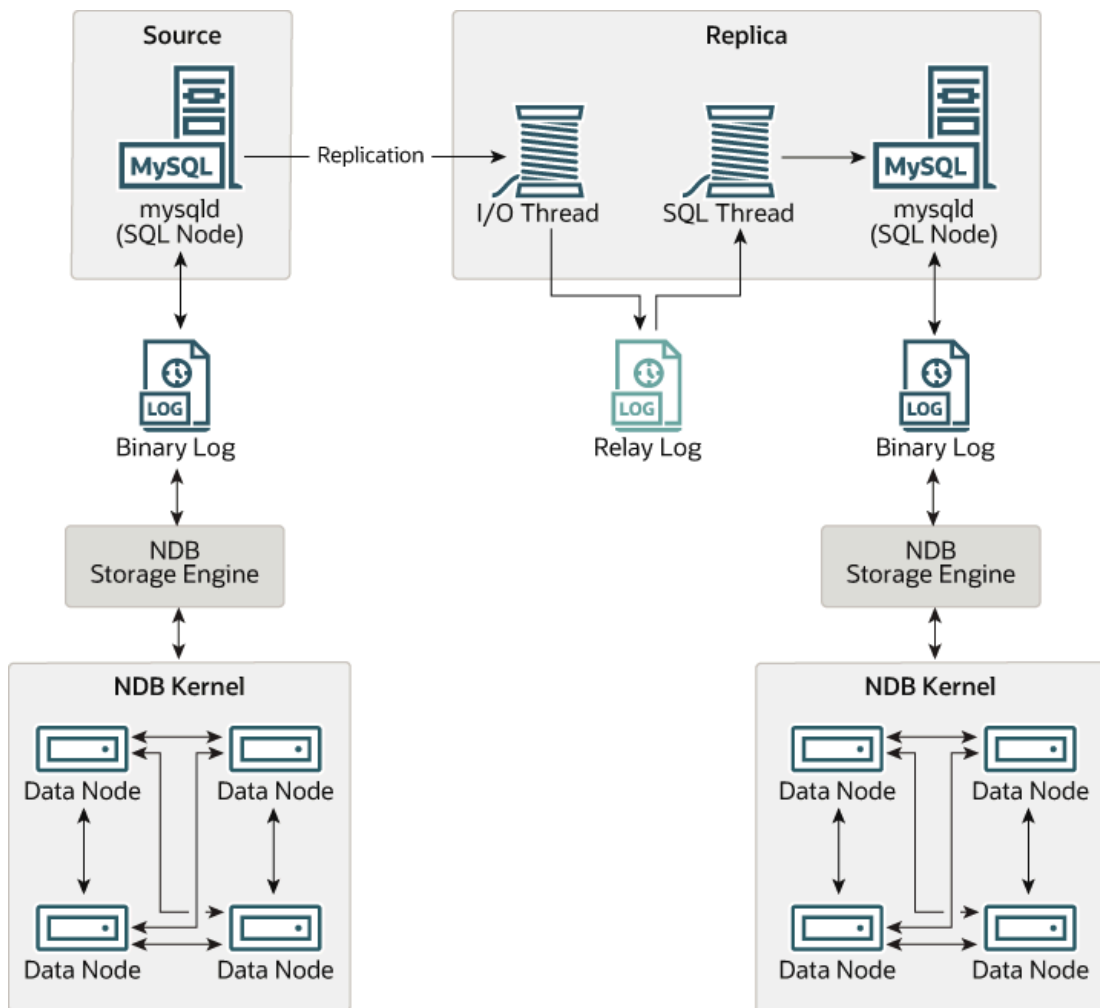 Source
Replica
MySQL
Replication
MySQL
mysqld
(SQL Node)
I/O Thread
SQL Thread
mysqld
(SQL Node)
LOG
Binary Log
LOG
Relay Log
LOG
Binary Log
NDB
Storage Engine
NDB
Storage Engine
NDB Kernel
Data Node
Data Node
Data Node
Data Node
NDB Kernel
Data Node
Data Node
Data Node
Data Node